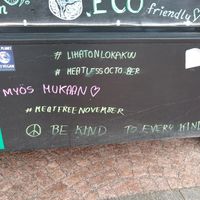 ECO
friendly
# LIHATONLOKAKUU
# MEATLESSOCTOBER
MYÖS MUKAAN
# MEATFREENOVEMBER
BE KIND TO EVERY KIND